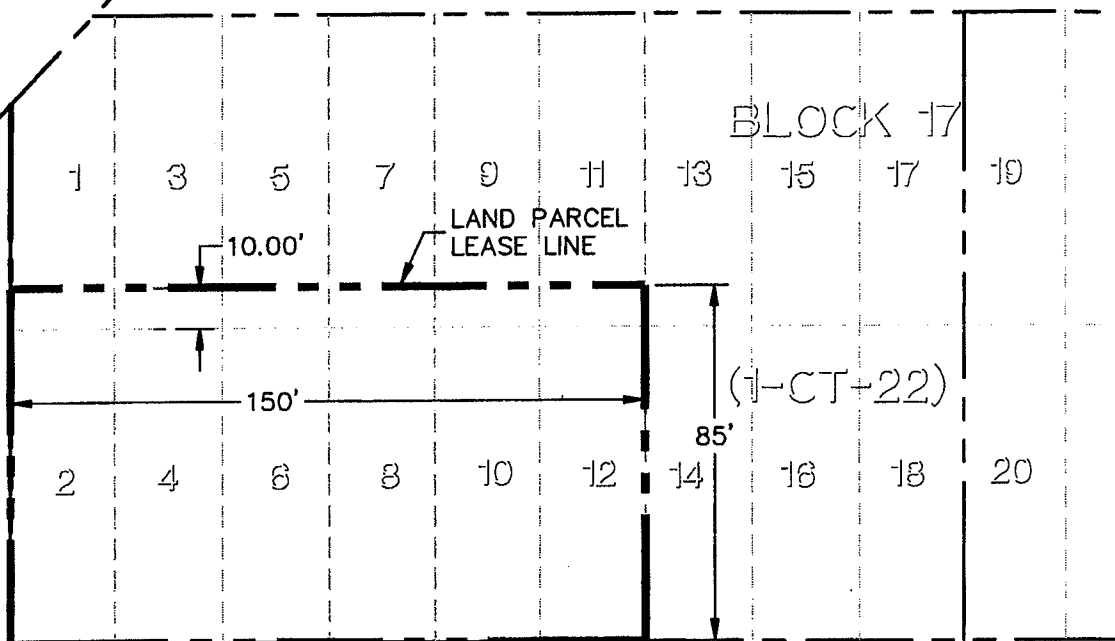 BLOCK 17
1 3 5 7 9 11 13 15 17 19
LAND PARCEL
LEASE LINE
10.00'
(1-CT-22)
150'
85'
2 4 6 8 10 12 14 16 18 20